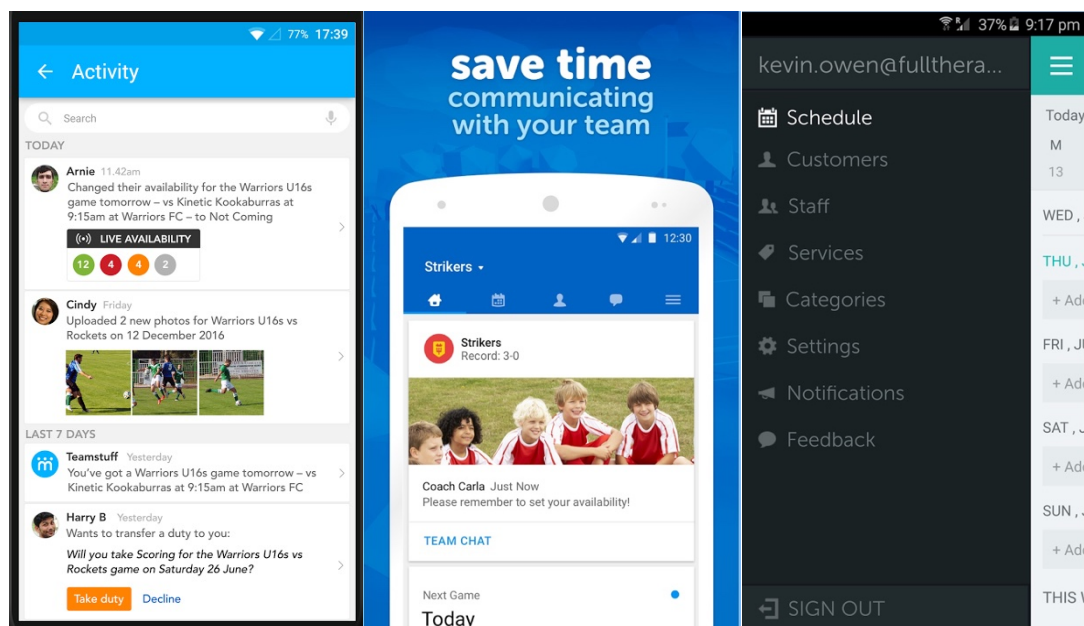 77% 17:39
Activity
Search
TODAY
Arnie 11.42am
Changed their availability for the Warriors U16s
game tomorrow – vs Kinetic Kookaburras at
9:15am at Warriors FC – to Not Coming
LIVE AVAILABILITY
12 4 4 2
Cindy Friday
Uploaded 2 new photos for Warriors U16s vs
Rockets on 12 December 2016
LAST 7 DAYS
Teamstuff Yesterday
You've got a Warriors U16s game tomorrow – vs
Kinetic Kookaburras at 9:15am at Warriors FC
Harry B Yesterday
Wants to transfer a duty to you:
Will you take Scoring for the Warriors U16s vs
Rockets game on Saturday 26 June?
Take duty Decline
save time
communicating
with your team
12:30
Strikers
Strikers
Record: 3-0
Coach Carla Just Now
Please remember to set your availability!
TEAM CHAT
Next Game
Today
R 37% 9:17 pm
kevin.owen@fullthera...
Schedule
Customers
Staff
Services
Categories
Settings
Notifications
Feedback
SIGN OUT
Today
M
13
WED ,
THU , J
+ Add
FRI , JU
+ Add
SAT , J
+ Add
SUN , J
+ Add
THIS W